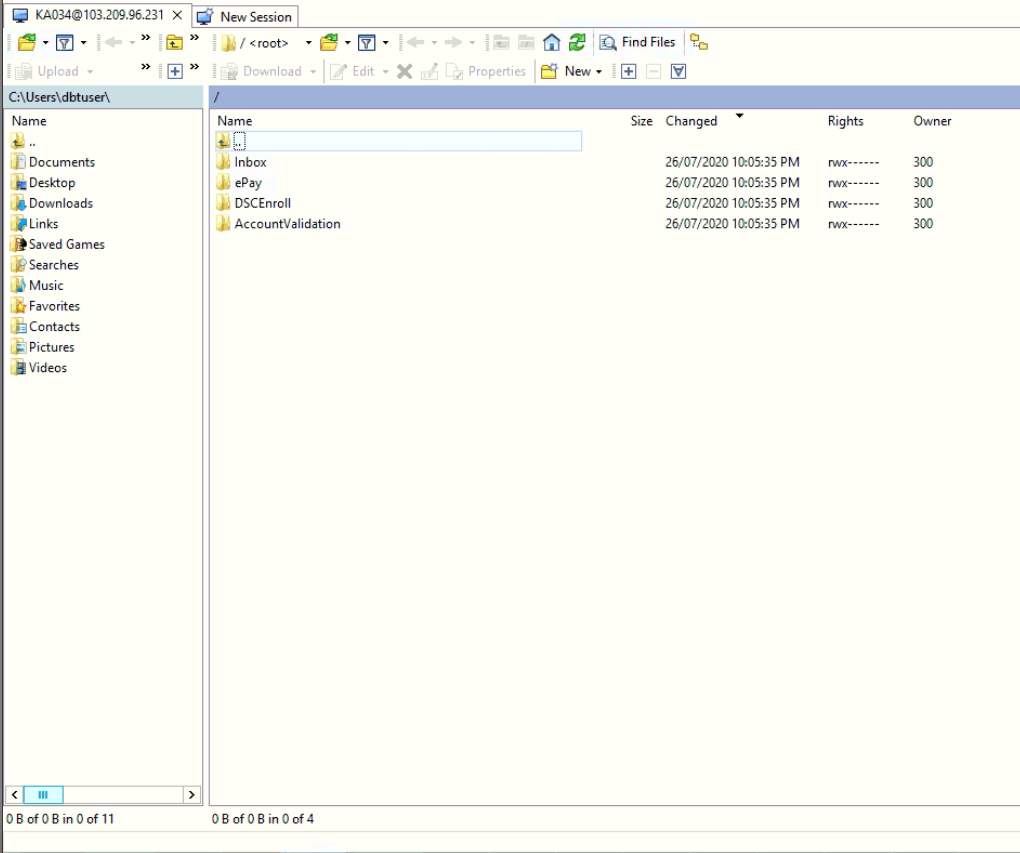 KA034@103.209.96.231 × New Session
/ <root> Find Files
Upload Download Edit Properties New
C:\Users\dbtuser\ /
Name Name Size Changed Rights Owner
.. ..
Documents Inbox 26/07/2020 10:05:35 PM rwx------ 300
Desktop ePay 26/07/2020 10:05:35 PM rwx------ 300
Downloads DSCEnroll 26/07/2020 10:05:35 PM rwx------ 300
Links AccountValidation 26/07/2020 10:05:35 PM rwx------ 300
Saved Games
Searches
Music
Favorites
Contacts
Pictures
Videos
0 B of 0 B in 0 of 11 0 B of 0 B in 0 of 4